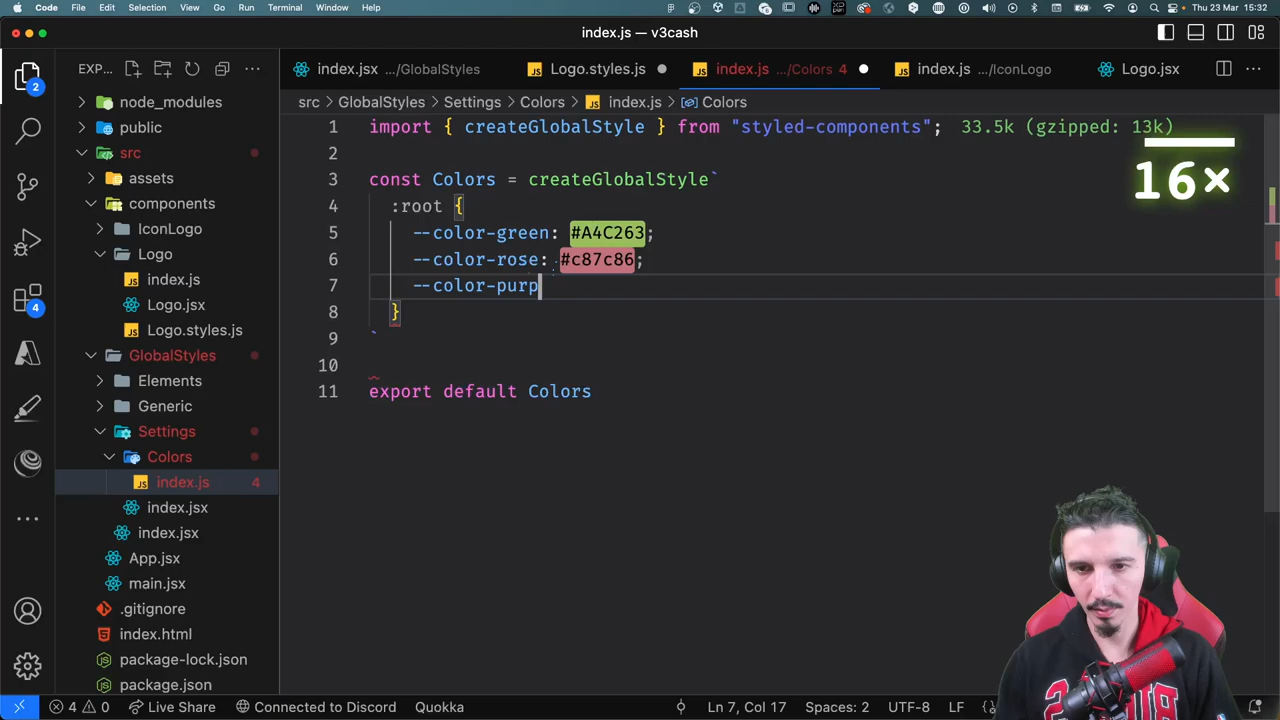 Code File Edit Selection View Go Run Terminal Window Help Thu 23 Mar 15:32
index.js — v3cash
EXP... index.jsx .../GlobalStyles Logo.styles.js index.js .../Colors 4 index.js .../IconLogo Logo.jsx
src > GlobalStyles > Settings > Colors > index.js > Colors
2
4
node_modules
public
src
assets
components
IconLogo
Logo
index.js
Logo.jsx
Logo.styles.js
GlobalStyles
Elements
Generic
Settings
Colors
index.js 4
index.jsx
index.jsx
App.jsx
main.jsx
.gitignore
index.html
package-lock.json
package.json
1 import { createGlobalStyle } from "styled-components"; 33.5k (gzipped: 13k)
2
3 const Colors = createGlobalStyle`
4 :root {
5 --color-green: #A4C263;
6 --color-rose: #c87c86;
7 --color-purp
8 }
9 `
10
11 export default Colors
16×
4 0 Live Share Connected to Discord Quokka Ln 7, Col 17 Spaces: 2 UTF-8 LF